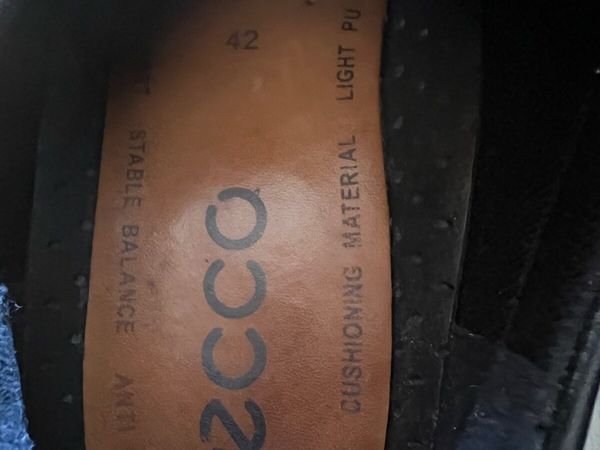 42
ecco
CUSHIONING MATERIAL LIGHT PU
STABLE BALANCE ANTI